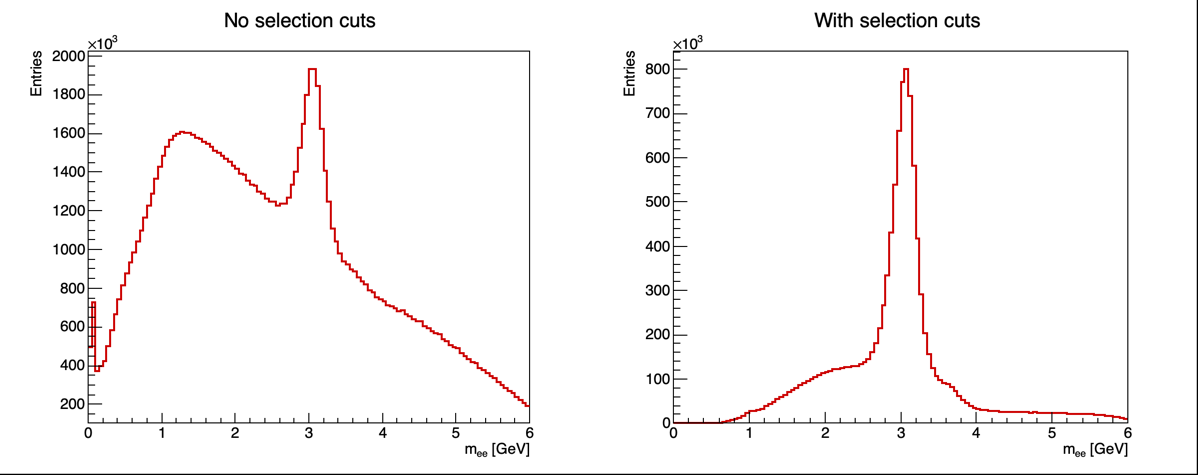 No selection cuts
×10³
Entries
2000
1800
1600
1400
1200
1000
800
600
400
200
0 1 2 3 4 5 6
mₑₑ [GeV]
With selection cuts
×10³
Entries
800
700
600
500
400
300
200
100
0
0 1 2 3 4 5 6
mₑₑ [GeV]